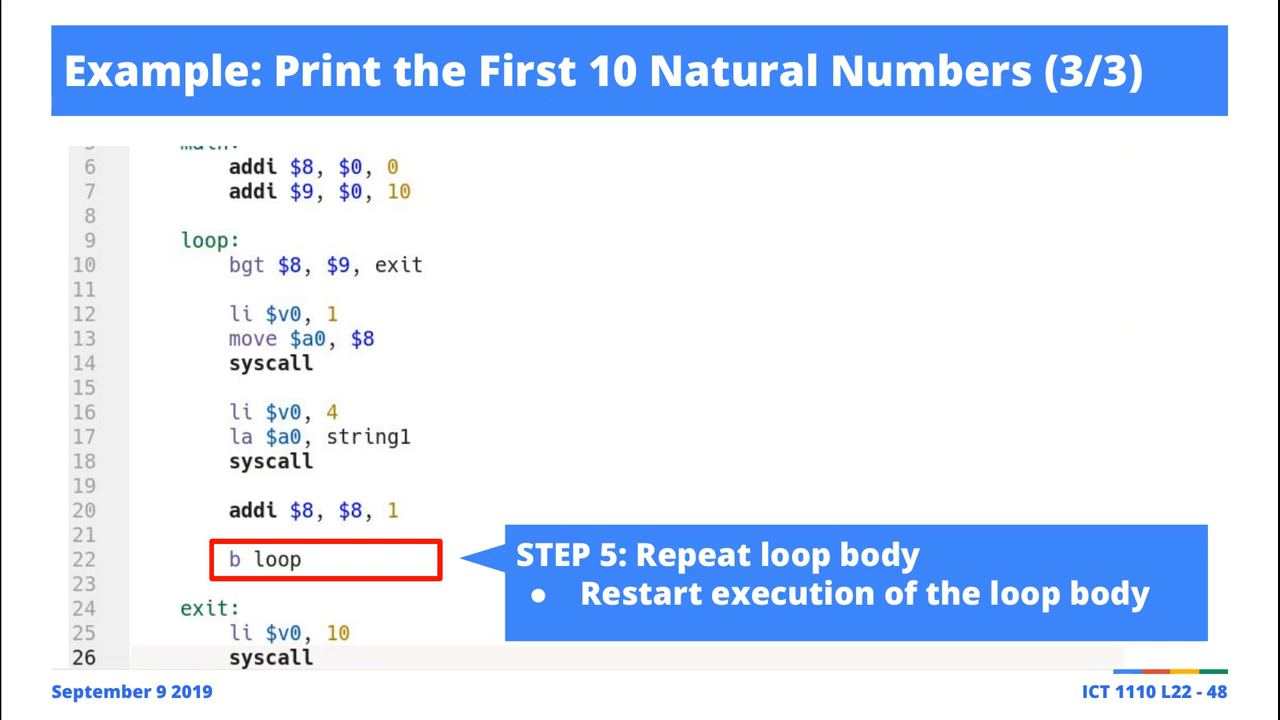 Example: Print the First 10 Natural Numbers (3/3)
6 addi $8, $0, 0
7 addi $9, $0, 10
8
9 loop:
10 bgt $8, $9, exit
11
12 li $v0, 1
13 move $a0, $8
14 syscall
15
16 li $v0, 4
17 la $a0, string1
18 syscall
19
20 addi $8, $8, 1
21
22 b loop
23
24 exit:
25 li $v0, 10
26 syscall
STEP 5: Repeat loop body
● Restart execution of the loop body
September 9 2019
ICT 1110 L22 - 48